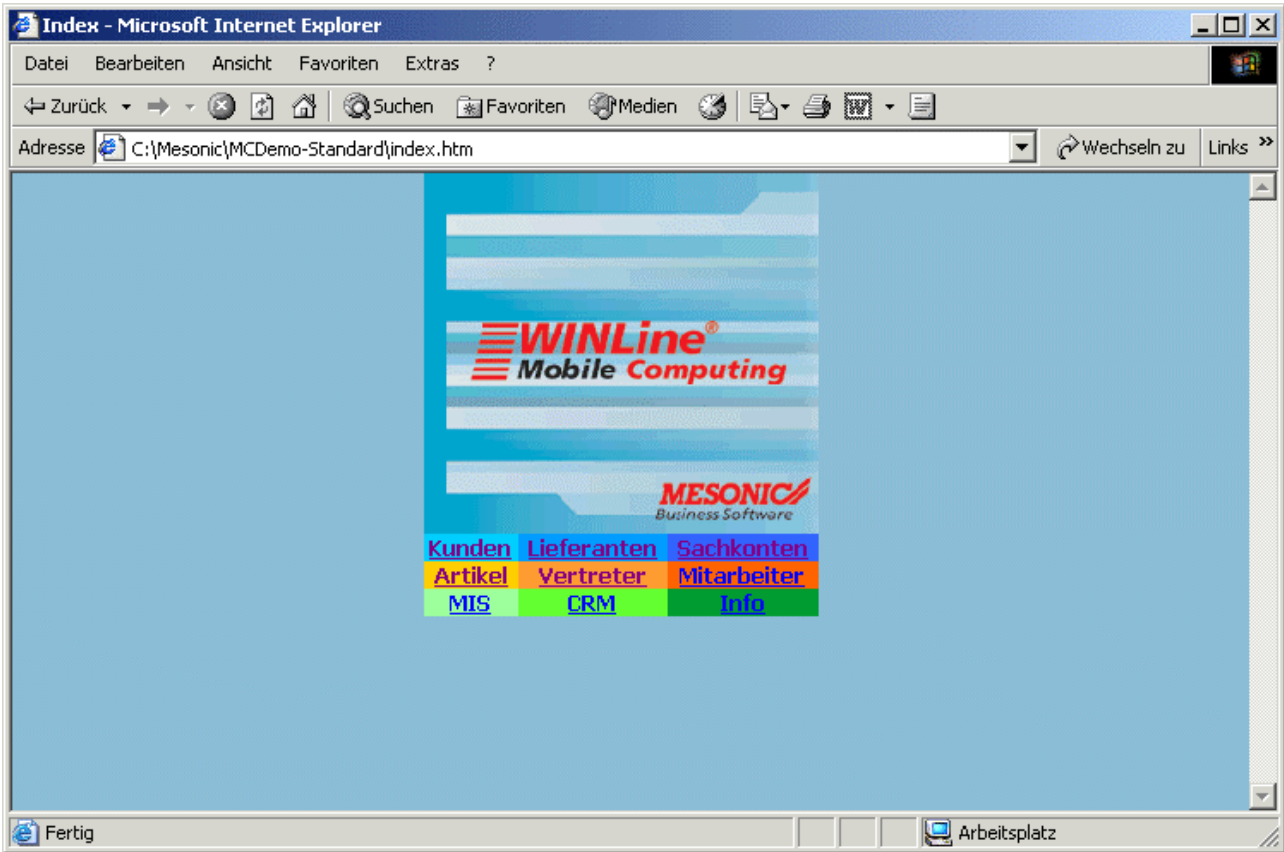 Index - Microsoft Internet Explorer
Datei Bearbeiten Ansicht Favoriten Extras ?
Zurück Suchen Favoriten Medien W
Adresse C:\Mesonic\MCDemo-Standard\index.htm Wechseln zu Links »
WINLine®
Mobile Computing
MESONIC
Business Software
Kunden Lieferanten Sachkonten
Artikel Vertreter Mitarbeiter
MIS CRM Info
Fertig Arbeitsplatz